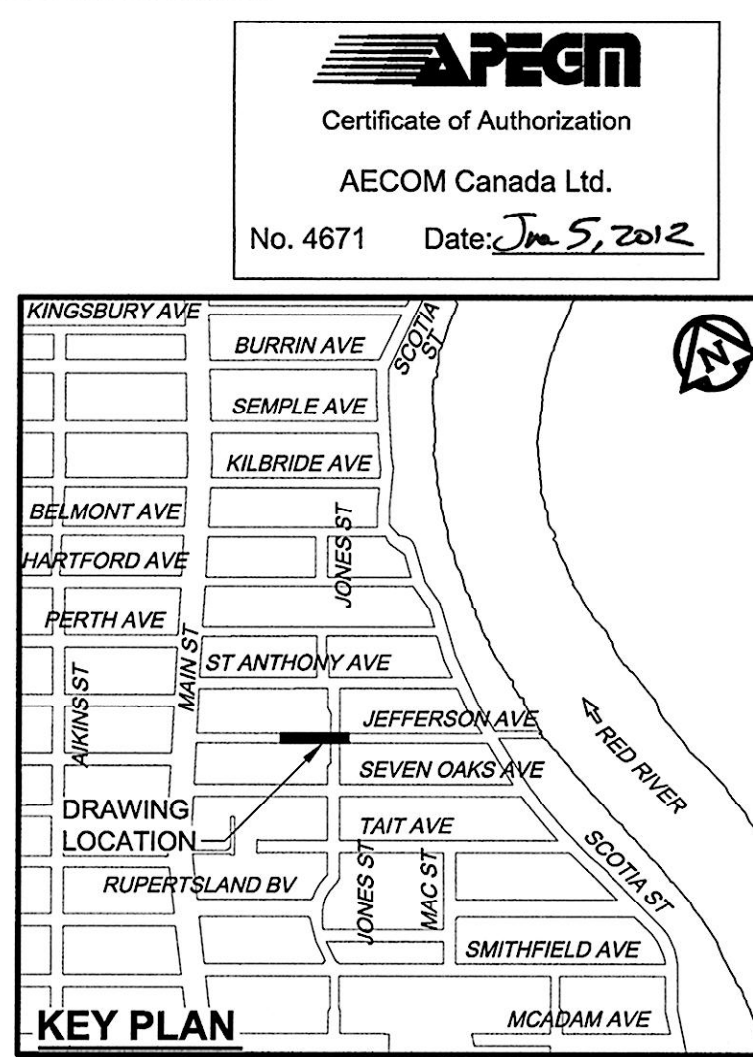 APEGM
Certificate of Authorization
AECOM Canada Ltd.
No. 4671 Date: Jun 5, 2012
KINGSBURY AVE
BURRIN AVE
SCOTIA
ST
N
SEMPLE AVE
KILBRIDE AVE
BELMONT AVE
JONES ST
HARTFORD AVE
PERTH AVE
MAIN ST
ST ANTHONY AVE
AIKINS ST
JEFFERSON AVE
RED RIVER
SEVEN OAKS AVE
DRAWING
LOCATION
TAIT AVE
SCOTIA ST
RUPERTSLAND BV
JONES ST
MAC ST
SMITHFIELD AVE
KEY PLAN
MCADAM AVE